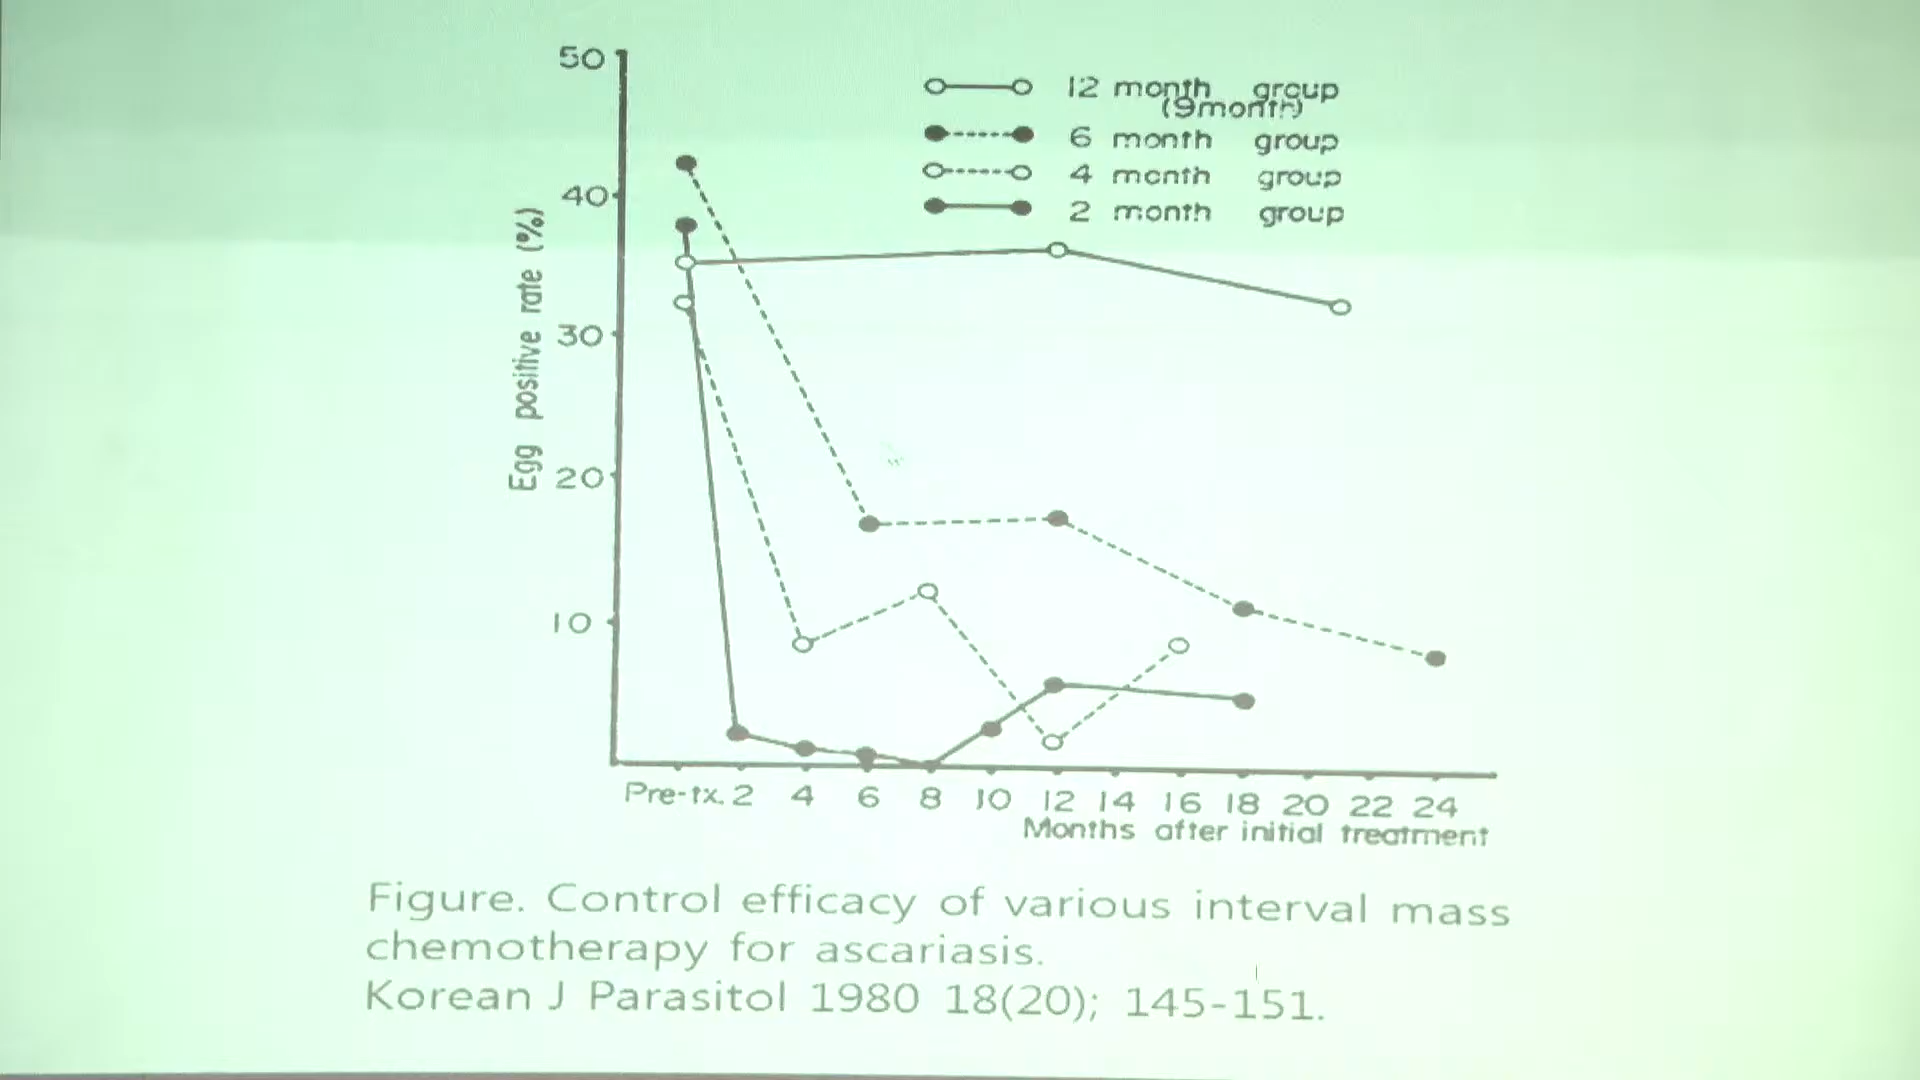 50
12 month group
(9month)
6 month group
4 month group
2 month group
40
30
20
10
Egg positive rate (%)
Pre-tx. 2 4 6 8 10 12 14 16 18 20 22 24
Months after initial treatment
Figure. Control efficacy of various interval mass
chemotherapy for ascariasis.
Korean J Parasitol 1980 18(20); 145-151.